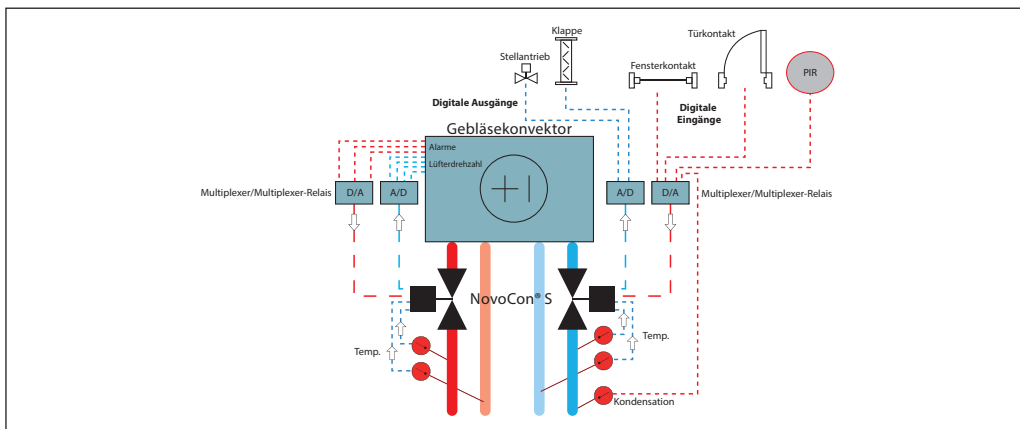 Klappe
Türkontakt
Stellantrieb
Fensterkontakt
PIR
Digitale Ausgänge
Digitale
Eingänge
Gebläsekonvektor
Alarme
Lüfterdrehzahl
Multiplexer/Multiplexer-Relais
D/A
A/D
A/D
D/A
Multiplexer/Multiplexer-Relais
NovoCon® S
Temp.
Temp.
Kondensation